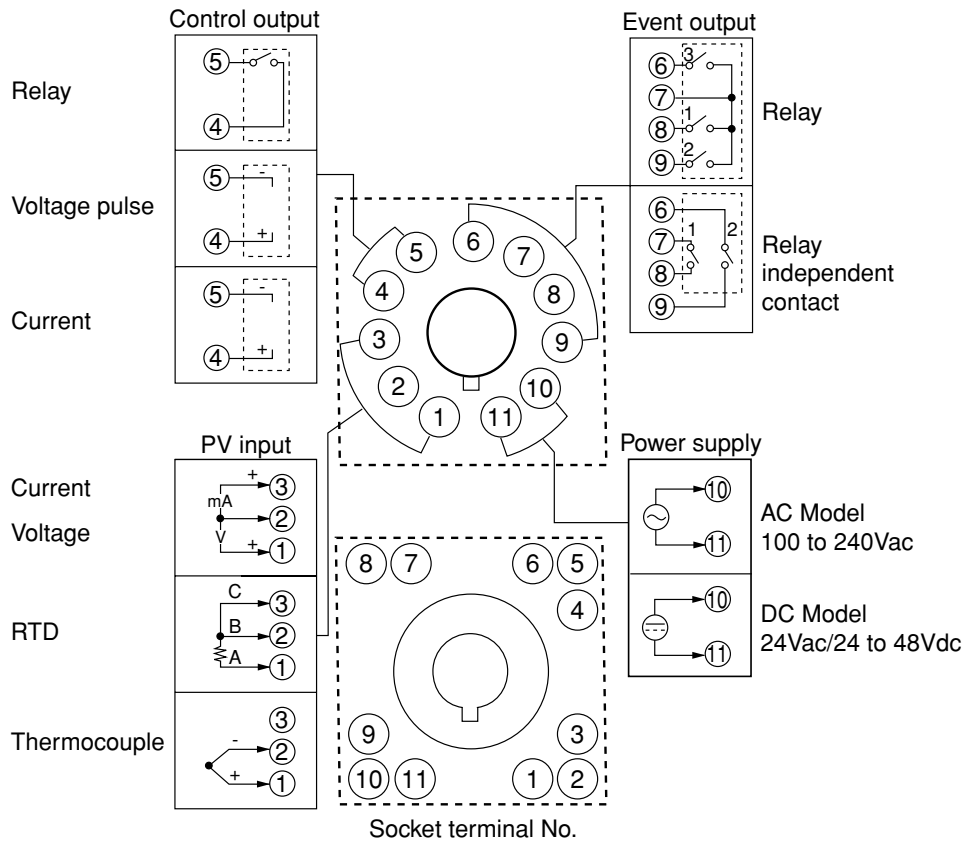 Control output
Relay
5
4
Voltage pulse
5 -
4 +
Current
5 -
4 +
Event output
6 3
7
8 1
9 2
Relay
6
7 1 2
8
9
Relay
independent
contact
5 6 7
4 8
3 9
2 10
1 11
PV input
Current
Voltage
+ 3
mA
2
V
+ 1
RTD
C 3
B 2
A 1
Thermocouple
3
- 2
+ 1
Power supply
10
11
AC Model
100 to 240Vac
10
11
DC Model
24Vac/24 to 48Vdc
8 7 6 5
4
9 3
10 11 1 2
Socket terminal No.